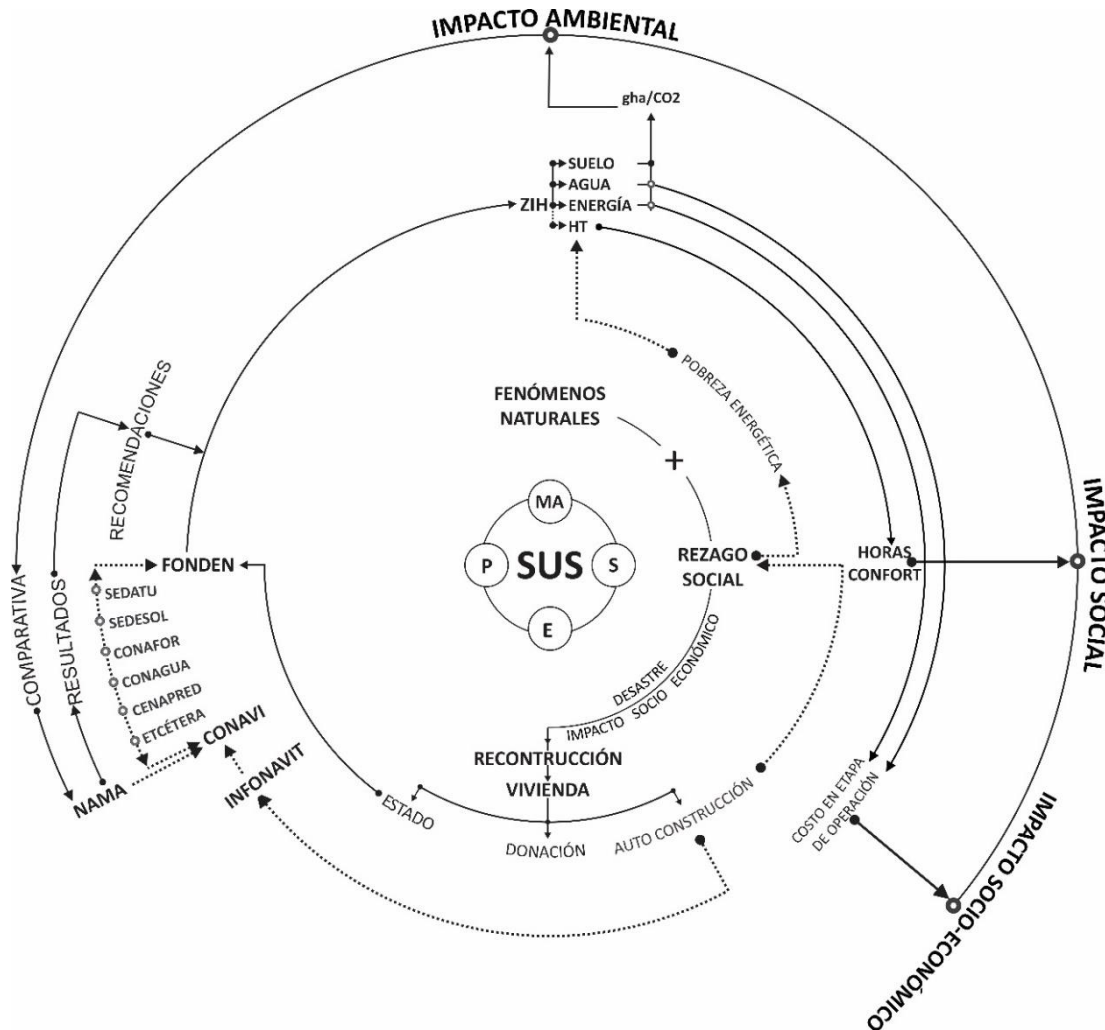 IMPACTO AMBIENTAL
gha/CO2
SUELO
AGUA
ZIH
ENERGÍA
HT
POBREZA ENERGÉTICA
RECOMENDACIONES
FENÓMENOS
NATURALES
+
MA
P
SUS
S
E
REZAGO
SOCIAL
HORAS
CONFORT
IMPACTO SOCIAL
FONDEN
COMPARATIVA
RESULTADOS
SEDATU
SEDESOL
CONAFOR
CONAGUA
CENAPRED
ETCÉTERA
CONAVI
NAMA
INFONAVIT
DESASTRE
IMPACTO SOCIO ECONÓMICO
RECONTRUCCIÓN
VIVIENDA
ESTADO
DONACIÓN
AUTO CONSTRUCCIÓN
COSTO EN ETAPA
DE OPERACIÓN
IMPACTO SOCIO-ECONÓMICO